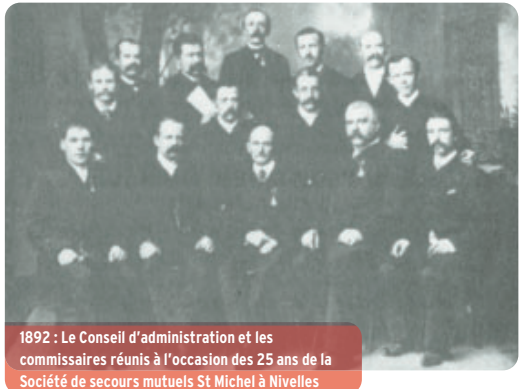 1892 : Le Conseil d'administration et les
commissaires réunis à l'occasion des 25 ans de la
Société de secours mutuels St Michel à Nivelles